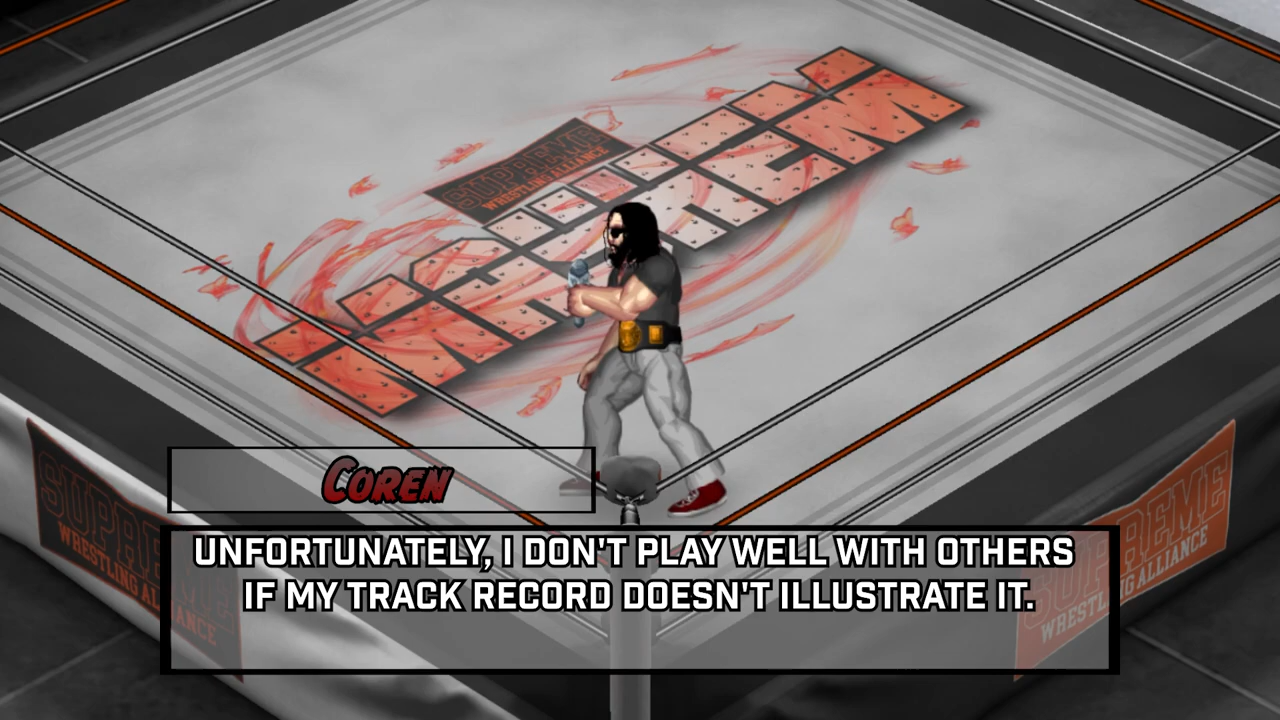 SUPREME
WRESTLING ALLIANCE
MAYHEM
COREN
UNFORTUNATELY, I DON'T PLAY WELL WITH OTHERS
IF MY TRACK RECORD DOESN'T ILLUSTRATE IT.
SUPREME
WRESTLING ALLIANCE
SUPREME
WRESTLING ALLIANCE